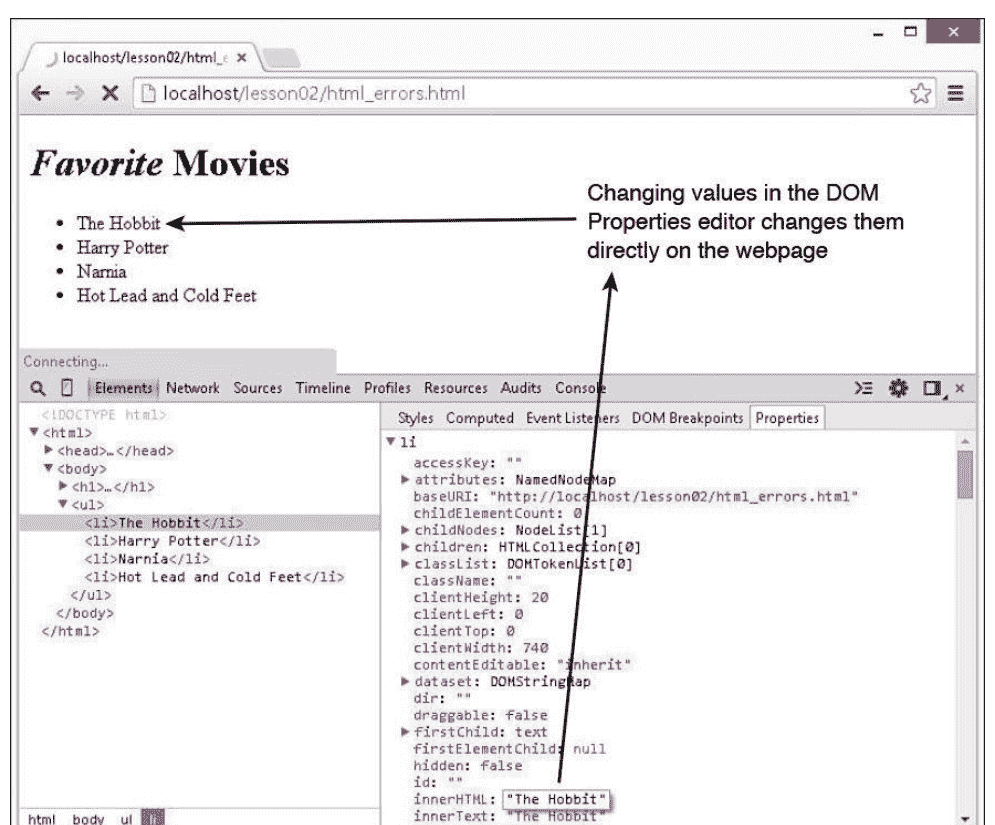 localhost/lesson02/html_e
localhost/lesson02/html_errors.html
Favorite Movies
• The Hobbit
• Harry Potter
• Narnia
• Hot Lead and Cold Feet
Changing values in the DOM
Properties editor changes them
directly on the webpage
Connecting...
Elements Network Sources Timeline Profiles Resources Audits Console
<!DOCTYPE html>
▼<html>
▶<head>…</head>
▼<body>
▶<h1>…</h1>
▼<ul>
<li>The Hobbit</li>
<li>Harry Potter</li>
<li>Narnia</li>
<li>Hot Lead and Cold Feet</li>
</ul>
</body>
</html>
html body ul li
Styles Computed Event Listeners DOM Breakpoints Properties
▼li
accessKey: ""
▶attributes: NamedNodeMap
baseURI: "http://localhost/lesson02/html_errors.html"
childElementCount: 0
▶childNodes: NodeList[1]
▶children: HTMLCollection[0]
▶classList: DOMTokenList[0]
className: ""
clientHeight: 20
clientLeft: 0
clientTop: 0
clientWidth: 740
contentEditable: "inherit"
▶dataset: DOMStringMap
dir: ""
draggable: false
▶firstChild: text
firstElementChild: null
hidden: false
id: ""
innerHTML: "The Hobbit"
innerText: "The Hobbit"